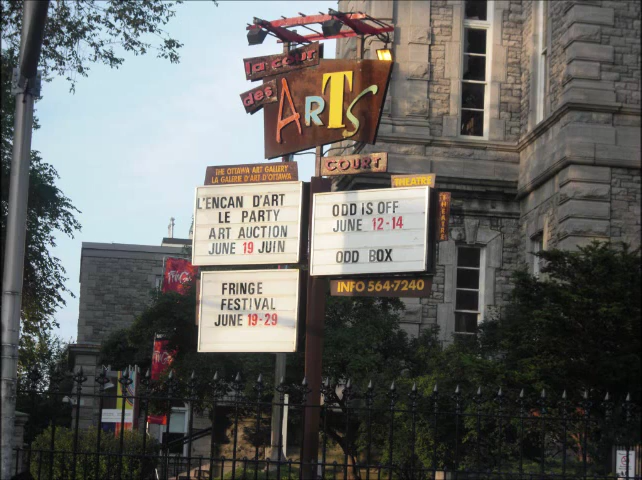 la cour
des
ARTS
COURT
THE OTTAWA ART GALLERY
LA GALERIE D'ART D'OTTAWA
L'ENCAN D'ART
LE PARTY
ART AUCTION
JUNE 19 JUIN
FRINGE
FESTIVAL
JUNE 19-29
THEATRE
THEATRE
ODD IS OFF
JUNE 12-14
ODD BOX
INFO 564-7240